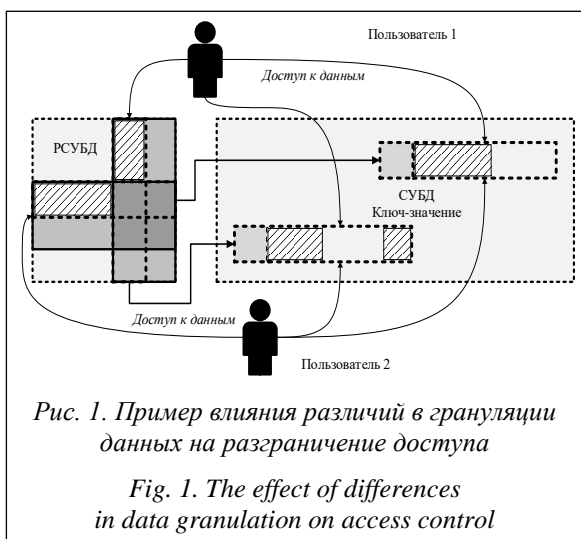 Пользователь 1
Доступ к данным
РСУБД
СУБД
Ключ-значение
Доступ к данным
Пользователь 2
Рис. 1. Пример влияния различий в грануляции
данных на разграничение доступа
Fig. 1. The effect of differences
in data granulation on access control